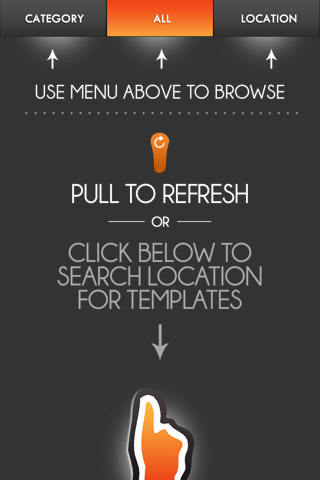 CATEGORY ALL LOCATION
USE MENU ABOVE TO BROWSE
PULL TO REFRESH
OR
CLICK BELOW TO
SEARCH LOCATION
FOR TEMPLATES